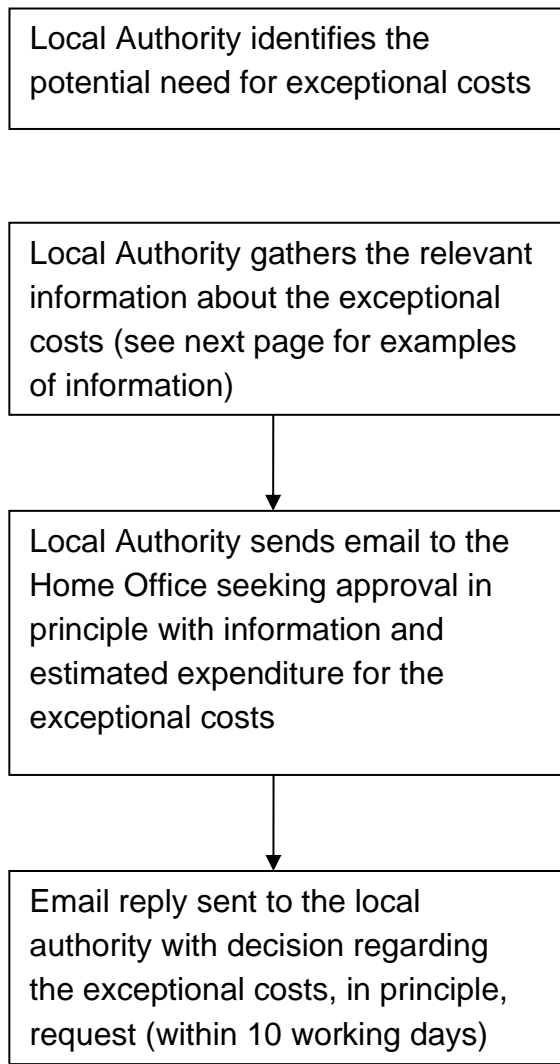 Local Authority identifies the
potential need for exceptional costs
Local Authority gathers the relevant
information about the exceptional
costs (see next page for examples
of information)
Local Authority sends email to the
Home Office seeking approval in
principle with information and
estimated expenditure for the
exceptional costs
Email reply sent to the local
authority with decision regarding
the exceptional costs, in principle,
request (within 10 working days)